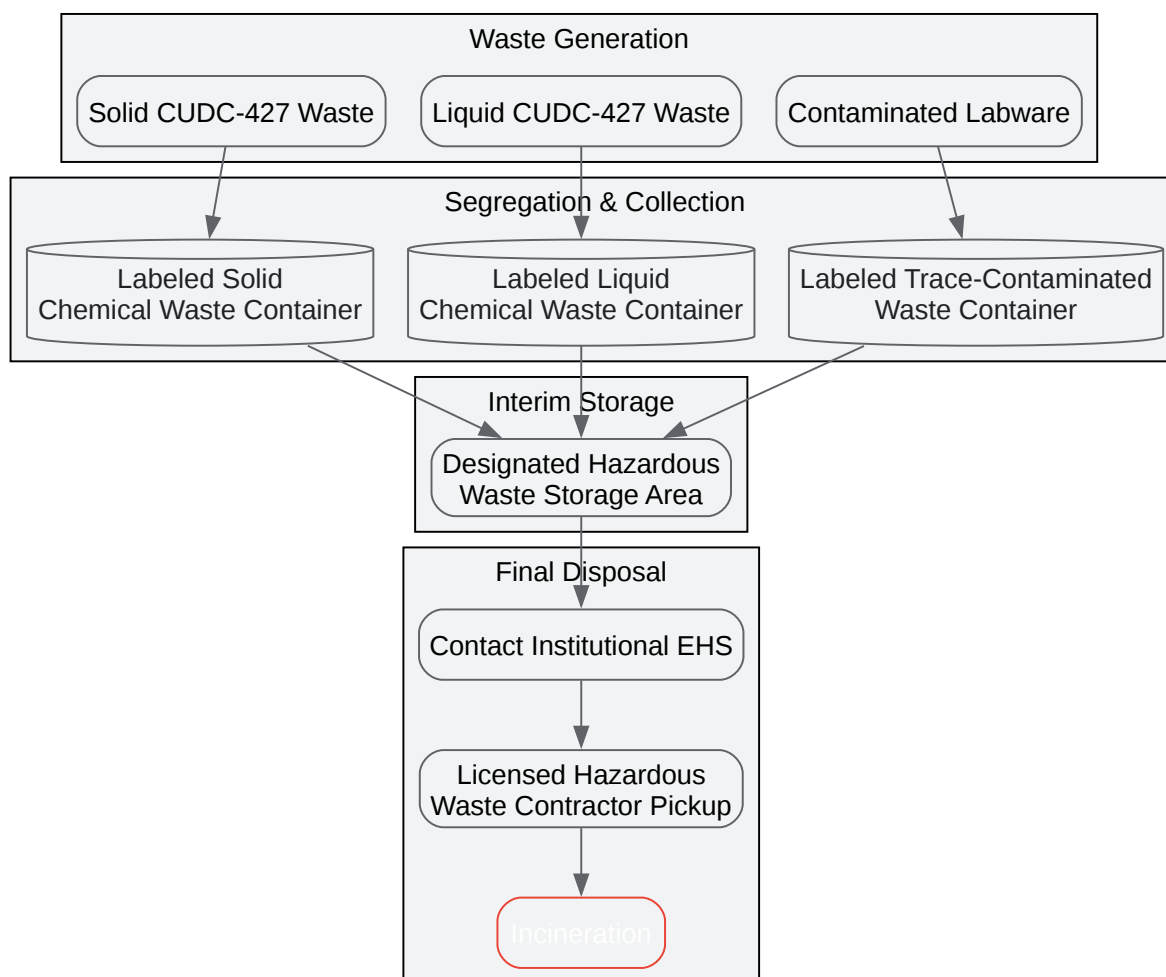 Waste Generation
Solid CUDC-427 Waste
Liquid CUDC-427 Waste
Contaminated Labware
Segregation & Collection
Labeled Solid
Chemical Waste Container
Labeled Liquid
Chemical Waste Container
Labeled Trace-Contaminated
Waste Container
Interim Storage
Designated Hazardous
Waste Storage Area
Final Disposal
Contact Institutional EHS
Licensed Hazardous
Waste Contractor Pickup
Incineration